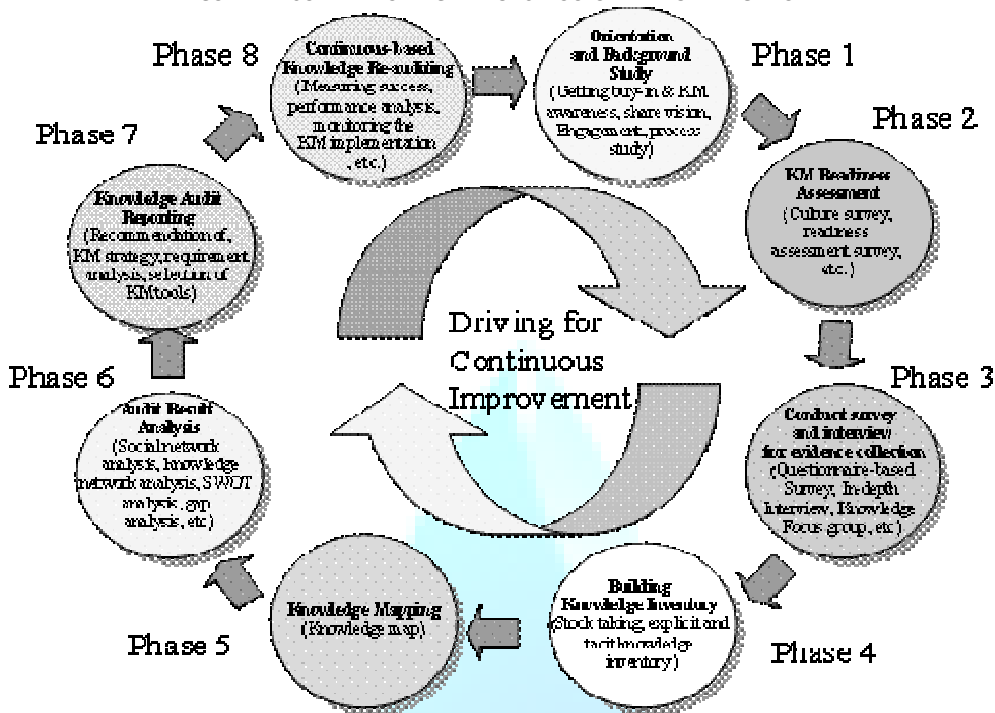 Phase 1
Orientation
and Background
Study
(Getting buy-in & KM
awareness, share vision,
Engagement, process
study)
Phase 2
KM Readiness
Assessment
(Culture survey,
readiness
assessment survey,
etc.)
Phase 3
Conduct survey
and interview
for evidence collection
(Questionnaire-based
Survey, In-depth
interview, Knowledge
Focus group, etc)
Phase 4
Building
Knowledge Inventory
(Stock taking, explicit and
tacit knowledge
inventory)
Phase 5
Knowledge Mapping
(Knowledge map)
Phase 6
Audit Result
Analysis
(Social network
analysis, knowledge
network analysis, SWOT
analysis, gap
analysis, etc)
Phase 7
Knowledge Audit
Reporting
(Recommendation of,
KM strategy, requirement
analysis, selection of
KM tools)
Phase 8
Continuous-based
Knowledge Re-auditing
(Measuring success,
performance analysis,
monitoring the
KM implementation
, etc.)
Driving for
Continuous
Improvement